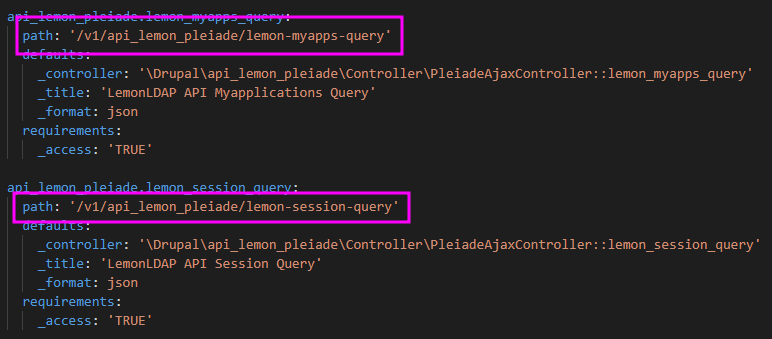 api_lemon_pleiade.lemon_myapps_query:
path: '/v1/api_lemon_pleiade/lemon-myapps-query'
defaults:
_controller: '\Drupal\api_lemon_pleiade\Controller\PleiadeAjaxController::lemon_myapps_query'
_title: 'LemonLDAP API Myapplications Query'
_format: json
requirements:
_access: 'TRUE'
api_lemon_pleiade.lemon_session_query:
path: '/v1/api_lemon_pleiade/lemon-session-query'
defaults:
_controller: '\Drupal\api_lemon_pleiade\Controller\PleiadeAjaxController::lemon_session_query'
_title: 'LemonLDAP API Session Query'
_format: json
requirements:
_access: 'TRUE'